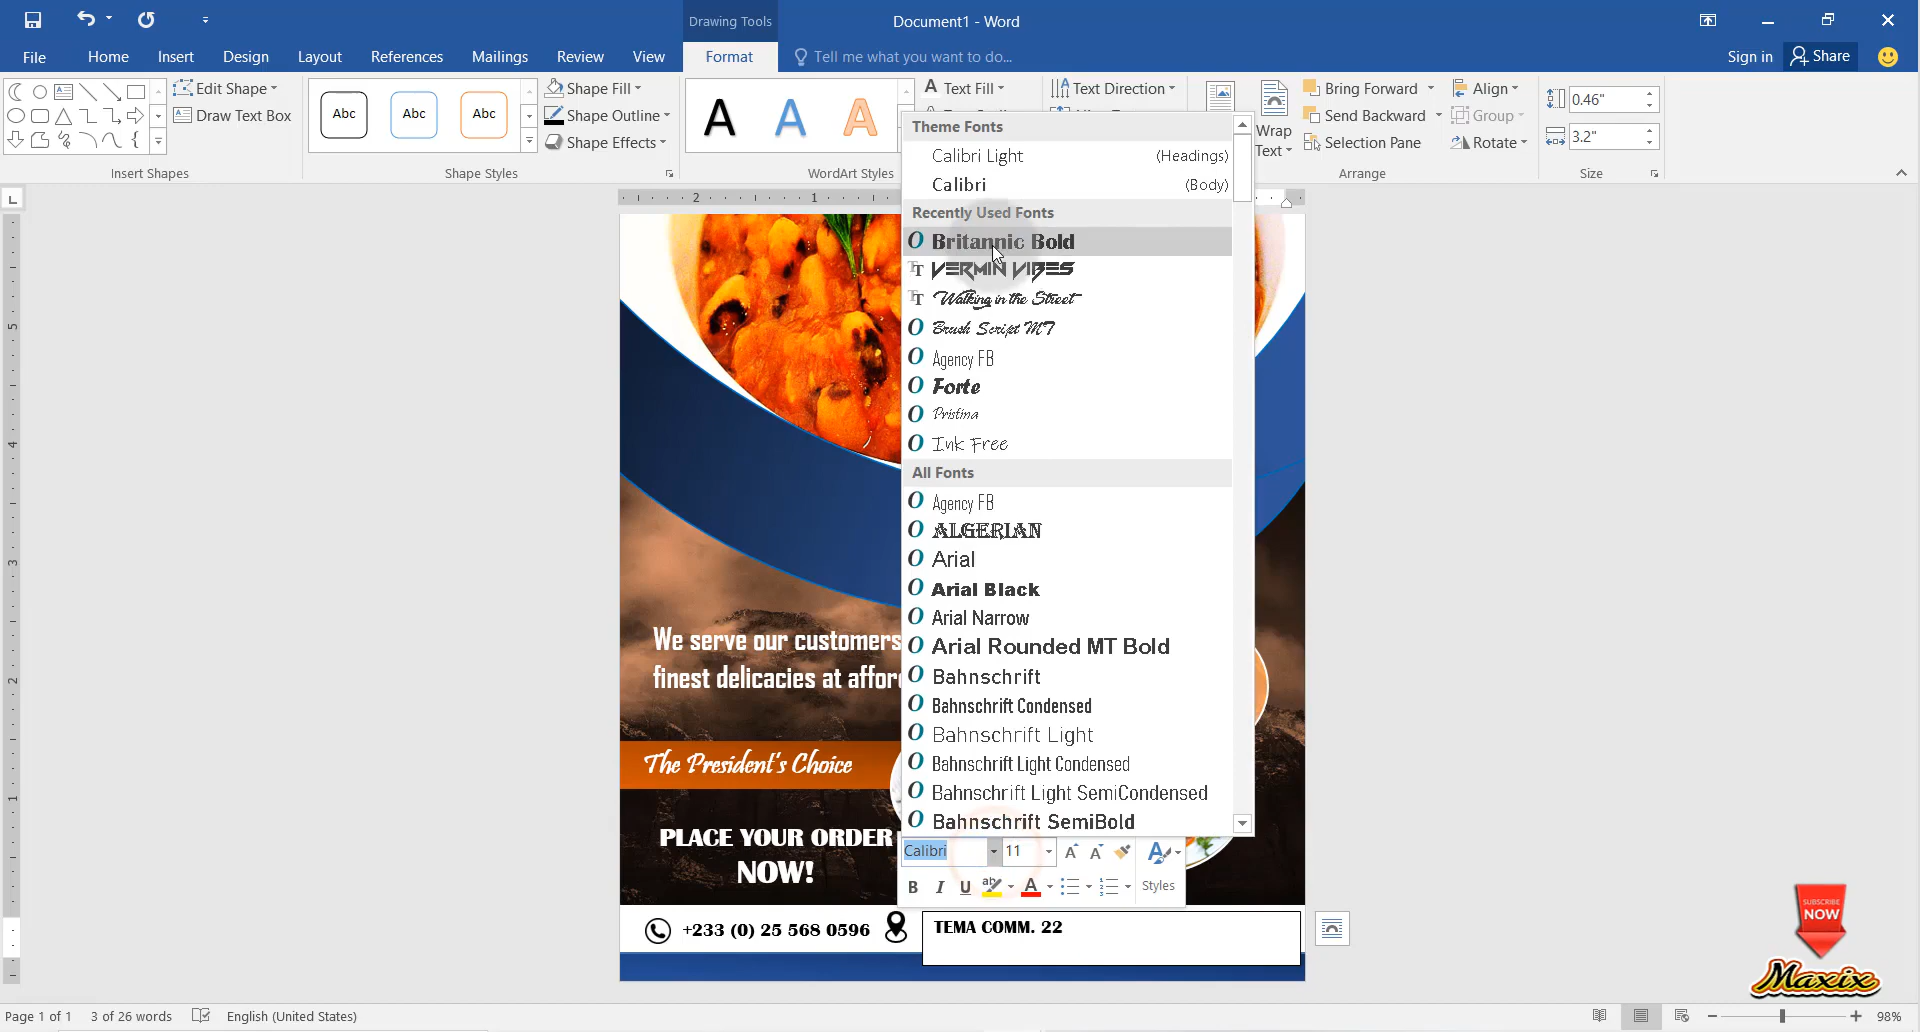 Drawing Tools
Document1 - Word
File Home Insert Design Layout References Mailings Review View Format Tell me what you want to do... Sign in Share
Edit Shape
Draw Text Box
Insert Shapes
Abc Abc Abc
Shape Fill
Shape Outline
Shape Effects
Shape Styles
A A A
WordArt Styles
Text Fill
Text Direction
Wrap
Text
Bring Forward
Send Backward
Selection Pane
Align
Group
Rotate
Arrange
0.46"
3.2"
Size
Theme Fonts
Calibri Light (Headings)
Calibri (Body)
Recently Used Fonts
Britannic Bold
VERMIN VIBES
Walking in the Street
Brush Script MT
Agency FB
Forte
Pristina
Ink Free
All Fonts
Agency FB
ALGERIAN
Arial
Arial Black
Arial Narrow
Arial Rounded MT Bold
Bahnschrift
Bahnschrift Condensed
Bahnschrift Light
Bahnschrift Light Condensed
Bahnschrift Light SemiCondensed
Bahnschrift SemiBold
Calibri 11
B I U ab A Styles
2 1
5
4
3
2
1
We serve our customers
finest delicacies at
The President's Choice
PLACE YOUR ORDER
NOW!
+233 (0) 25 568 0596
TEMA COMM. 22
SUBSCRIBE
NOW
Maxix
Page 1 of 1 3 of 26 words English (United States) 98%